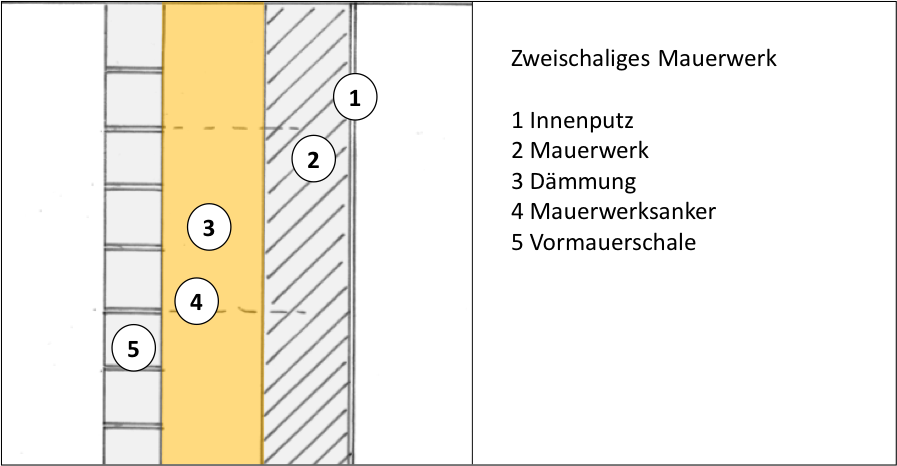 1
2
3
4
5
Zweischaliges Mauerwerk
1 Innenputz
2 Mauerwerk
3 Dämmung
4 Mauerwerksanker
5 Vormauerschale